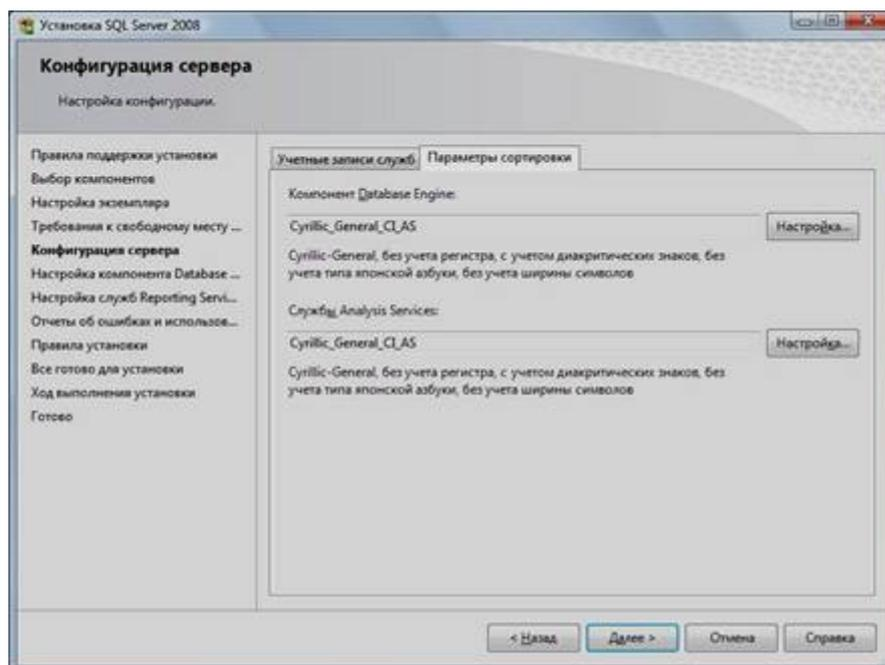 Установка SQL Server 2008
Конфигурация сервера
Настройка конфигурации.
Правила поддержки установки
Выбор компонентов
Настройка экземпляра
Требования к свободному месту ...
Конфигурация сервера
Настройка компонента Database ...
Настройка служб Reporting Servi...
Отчеты об ошибках и использов...
Правила установки
Все готово для установки
Ход выполнения установки
Готово
Учетные записи служб
Параметры сортировки
Компонент Database Engine:
Cyrillic_General_CI_AS
Настройка...
Cyrillic-General, без учета регистра, с учетом диакритических знаков, без
учета типа японской азбуки, без учета ширины символов
Службы Analysis Services:
Cyrillic_General_CI_AS
Настройка...
Cyrillic-General, без учета регистра, с учетом диакритических знаков, без
учета типа японской азбуки, без учета ширины символов
< Назад
Далее >
Отмена
Справка